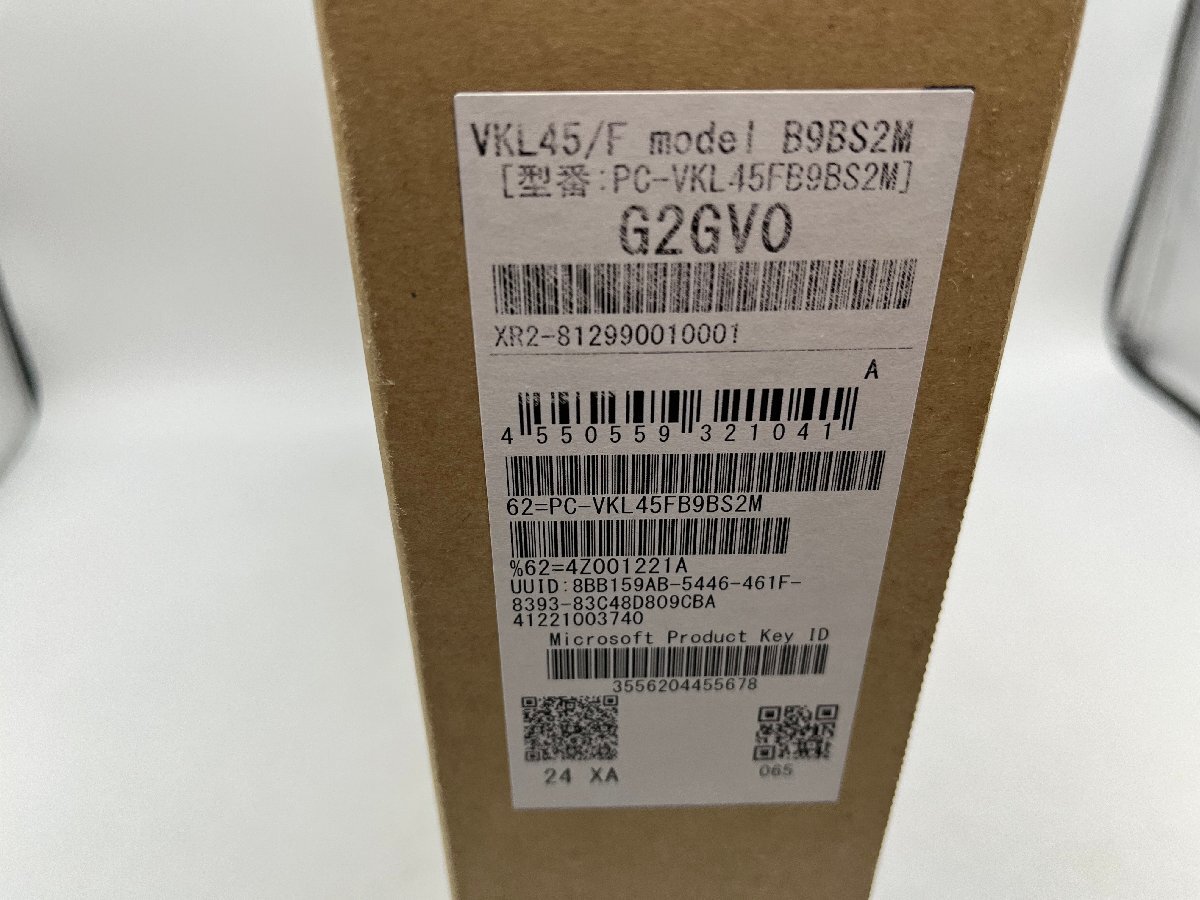 VKL45/F model B9BS2M
[型番:PC-VKL45FB9BS2M]
G2GV0
XR2-812990010001
A
4 550559 321041
62=PC-VKL45FB9BS2M
%62=4Z001221A
UUID:8BB159AB-5446-461F-
8393-83C48D809CBA
41221003740
Microsoft Product Key ID
3556204455678
24 XA
065